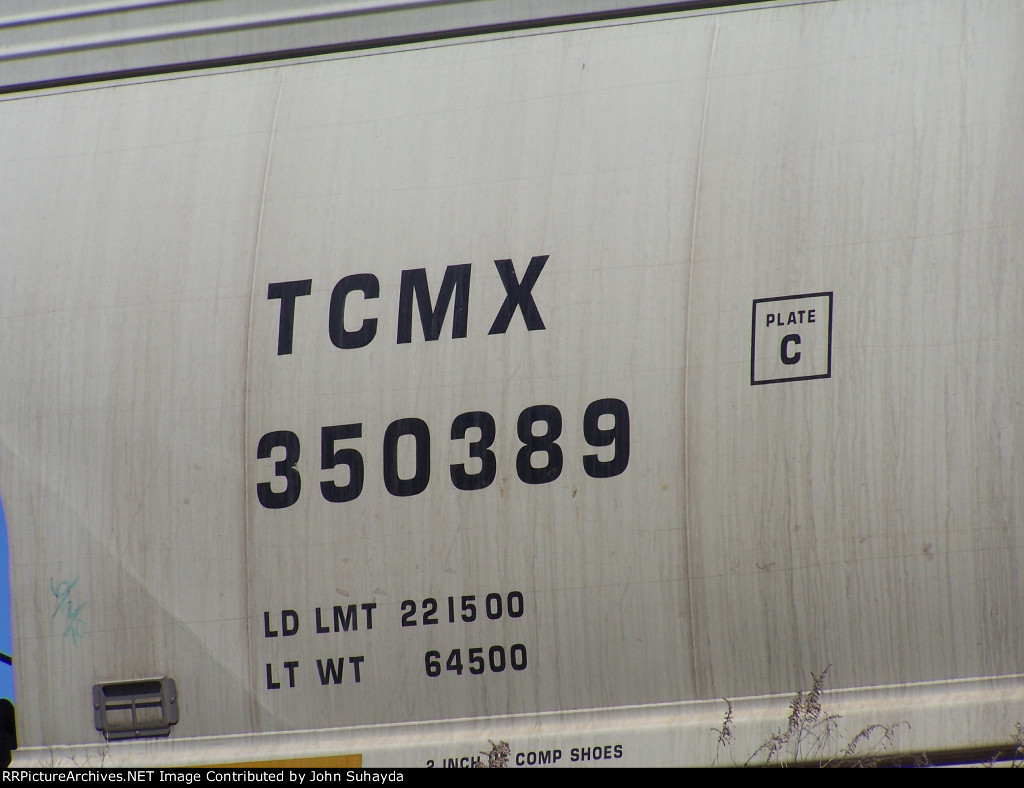 TCMX
PLATE
C
350389
LD LMT 221500
LT WT 64500
2 INCH COMP SHOES
RRPictureArchives.NET Image Contributed by John Suhayda